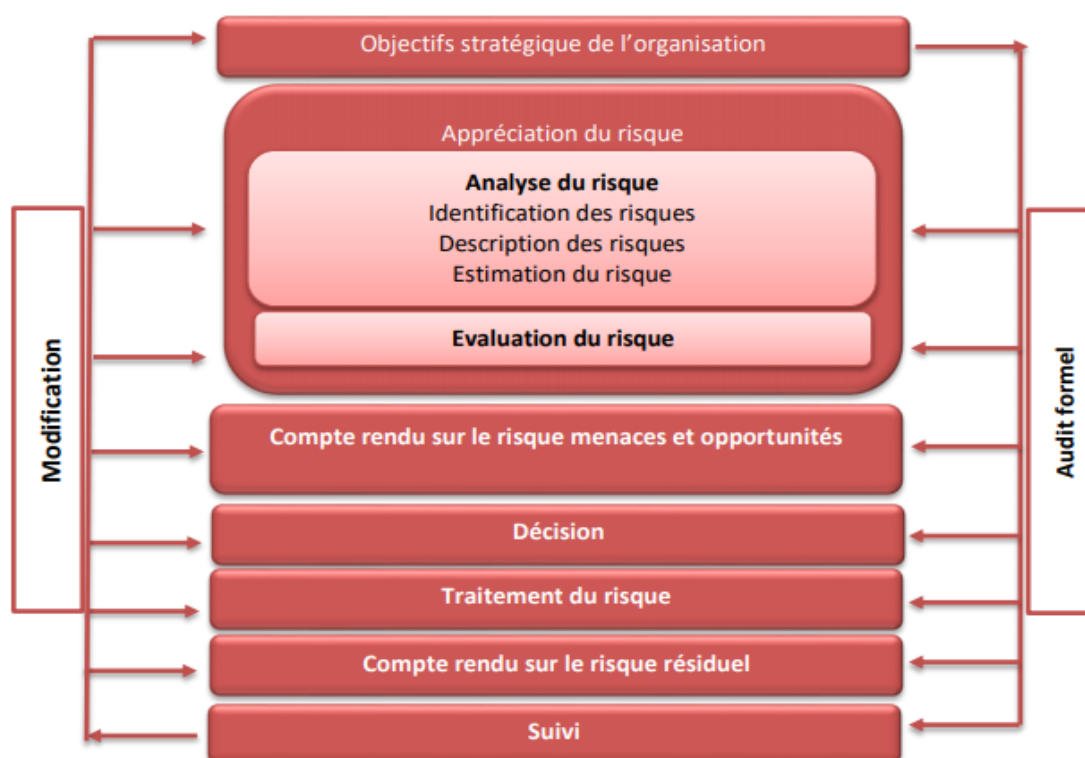 Objectifs stratégique de l'organisation
Appréciation du risque
Analyse du risque
Identification des risques
Description des risques
Estimation du risque
Evaluation du risque
Modification
Audit formel
Compte rendu sur le risque menaces et opportunités
Décision
Traitement du risque
Compte rendu sur le risque résiduel
Suivi